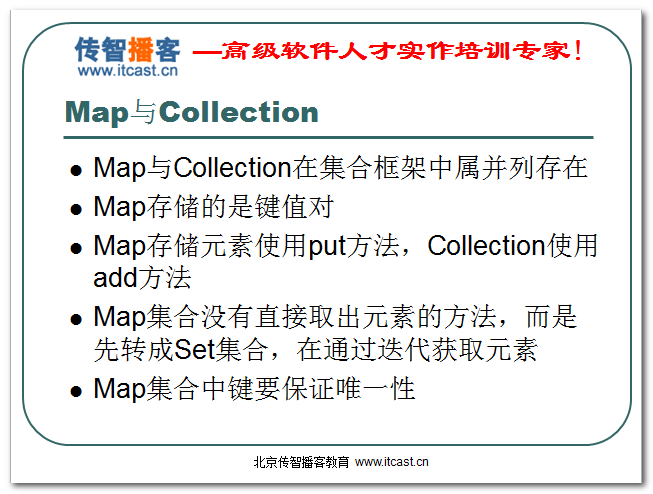 传智播客 —高级软件人才实作培训专家!
www.itcast.cn
Map与Collection
● Map与Collection在集合框架中属并列存在
● Map存储的是键值对
● Map存储元素使用put方法，Collection使用
add方法
● Map集合没有直接取出元素的方法，而是
先转成Set集合，在通过迭代获取元素
● Map集合中键要保证唯一性
北京传智播客教育 www.itcast.cn